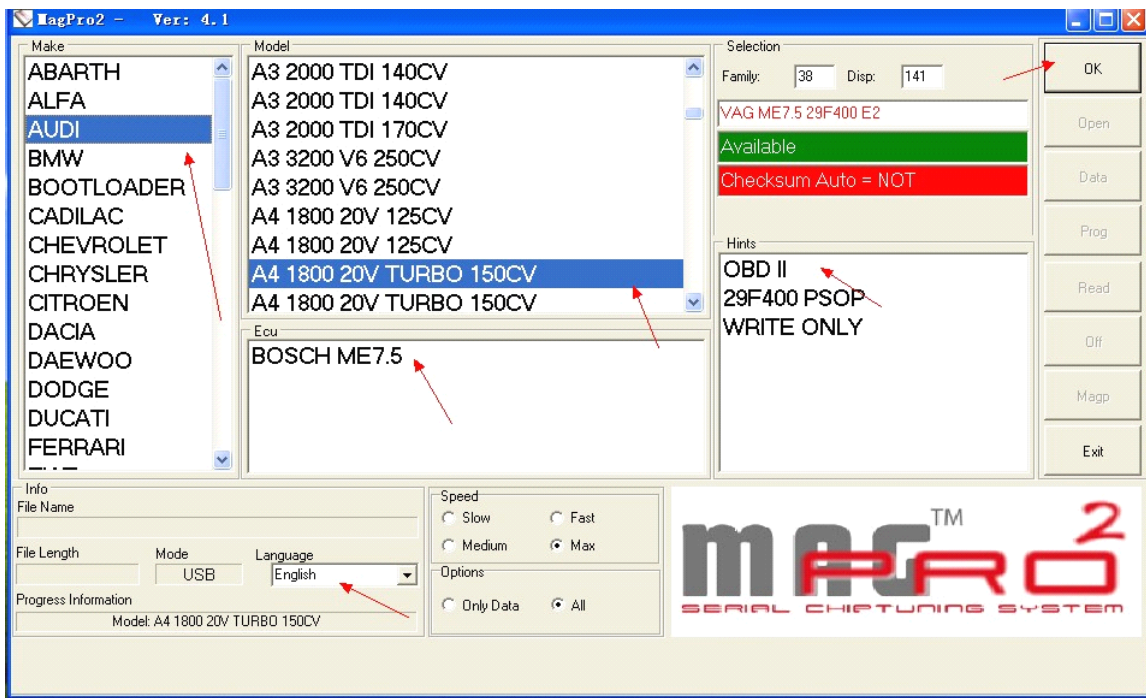 MagPro2 - Ver: 4.1
Make
ABARTH
ALFA
AUDI
BMW
BOOTLOADER
CADILAC
CHEVROLET
CHRYSLER
CITROEN
DACIA
DAEWOO
DODGE
DUCATI
FERRARI
Model
A3 2000 TDI 140CV
A3 2000 TDI 140CV
A3 2000 TDI 170CV
A3 3200 V6 250CV
A3 3200 V6 250CV
A4 1800 20V 125CV
A4 1800 20V 125CV
A4 1800 20V TURBO 150CV
A4 1800 20V TURBO 150CV
Ecu
BOSCH ME7.5
Selection
Family: 38 Disp: 141
VAG ME7.5 29F400 E2
Available
Checksum Auto = NOT
Hints
OBD II
29F400 PSOP
WRITE ONLY
OK
Open
Data
Prog
Read
Off
Magp
Exit
Info
File Name
File Length Mode Language
USB English
Progress Information
Model: A4 1800 20V TURBO 150CV
Speed
Slow Fast
Medium Max
Options
Only Data All
MAG PRO 2 TM
SERIAL CHIPTUNING SYSTEM